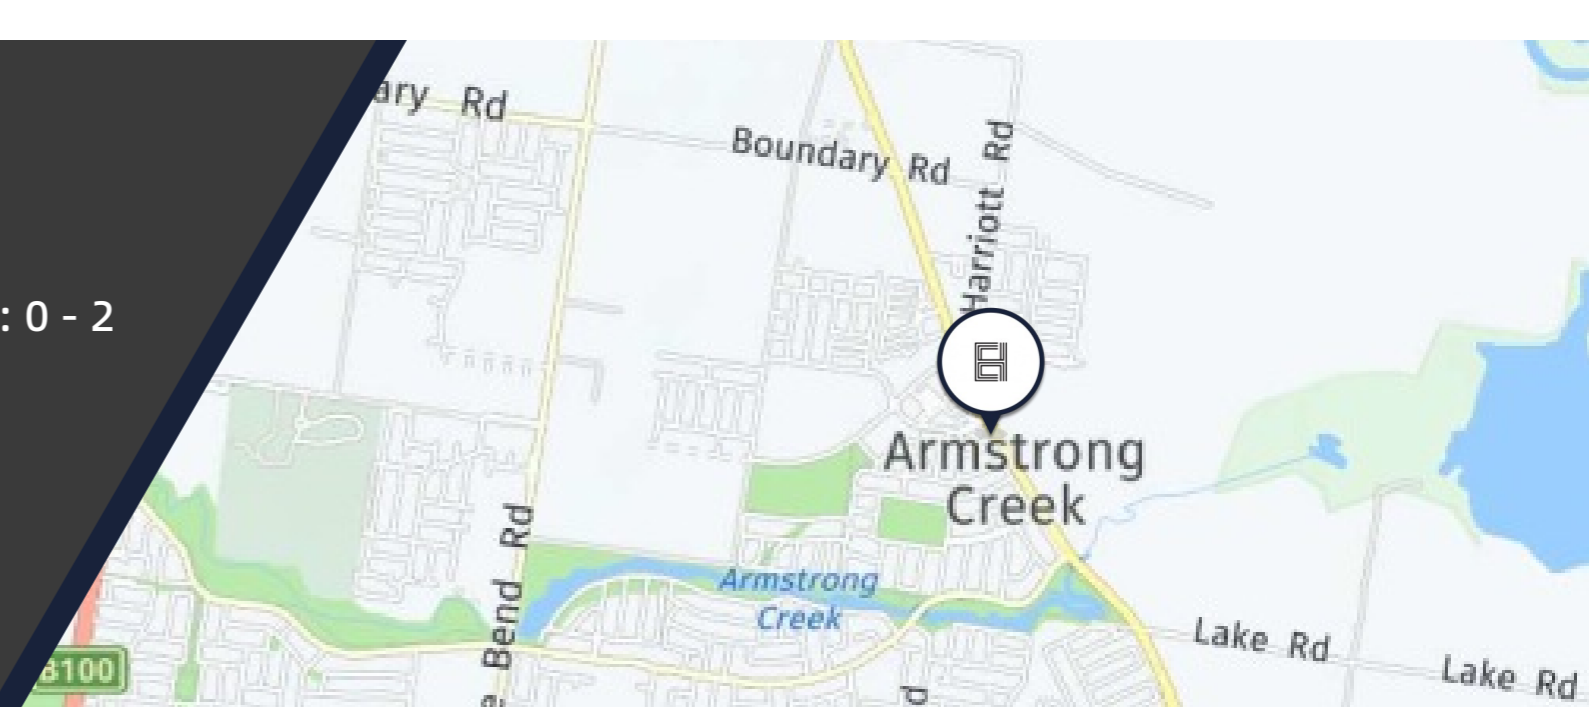 ary Rd
Boundary Rd
Harriott Rd
: 0 - 2
Armstrong
Creek
e Bend Rd
Armstrong
Creek
Lake Rd
Lake Rd
B100
d